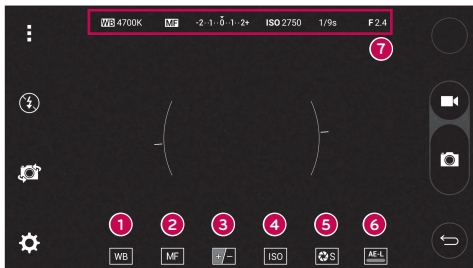 WB 4700K MF -2··1··0··1··2+ ISO 2750 1/9s F 2.4
7
1 2 3 4 5 6
WB MF +/- ISO S AE-L